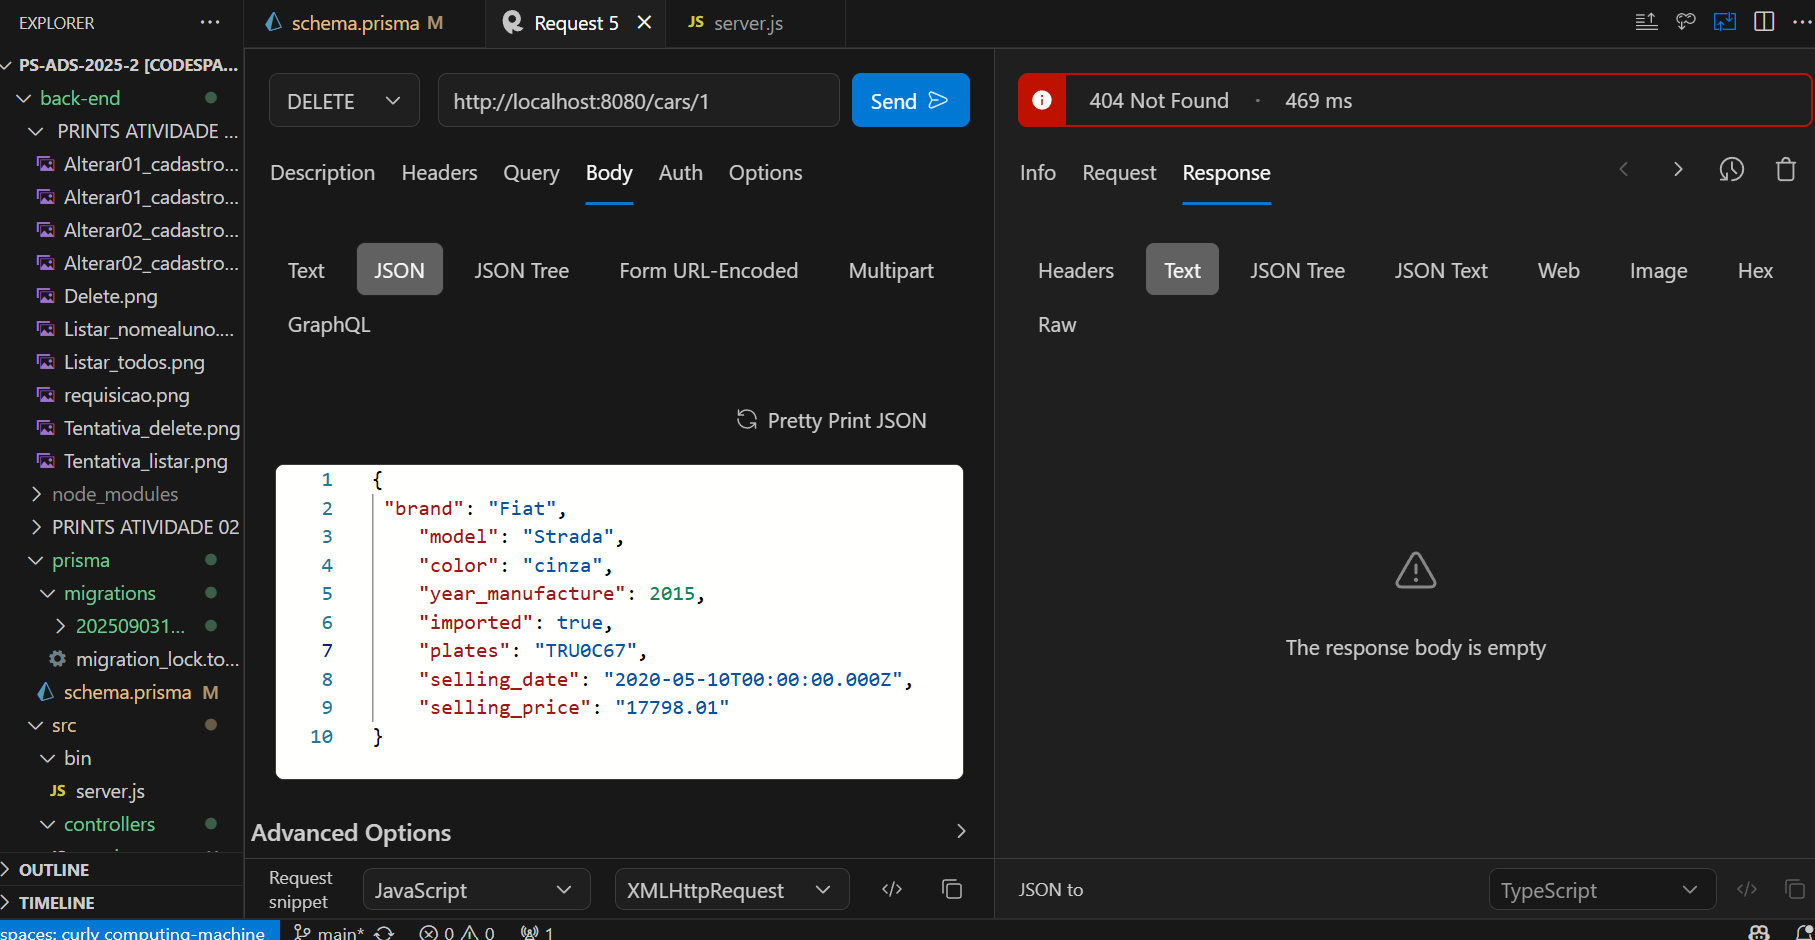 EXPLORER
schema.prisma M
Request 5
JS server.js
PS-ADS-2025-2 [CODESPA...
back-end
PRINTS ATIVIDADE ...
Alterar01_cadastro...
Alterar01_cadastro...
Alterar02_cadastro...
Alterar02_cadastro...
Delete.png
Listar_nomealuno....
Listar_todos.png
requisicao.png
Tentativa_delete.png
Tentativa_listar.png
node_modules
PRINTS ATIVIDADE 02
prisma
migrations
202509031...
migration_lock.to...
schema.prisma M
src
bin
JS server.js
controllers
OUTLINE
TIMELINE
DELETE
http://localhost:8080/cars/1
Send
Description Headers Query Body Auth Options
Text JSON JSON Tree Form URL-Encoded Multipart
GraphQL
Pretty Print JSON
1 {
2 "brand": "Fiat",
3 "model": "Strada",
4 "color": "cinza",
5 "year_manufacture": 2015,
6 "imported": true,
7 "plates": "TRU0C67",
8 "selling_date": "2020-05-10T00:00:00.000Z",
9 "selling_price": "17798.01"
10 }
Advanced Options
Request snippet
JavaScript
XMLHttpRequest
404 Not Found · 469 ms
Info Request Response
Headers Text JSON Tree JSON Text Web Image Hex
Raw
The response body is empty
JSON to
TypeScript
spaces: curly computing-machine
main*
0 0
1